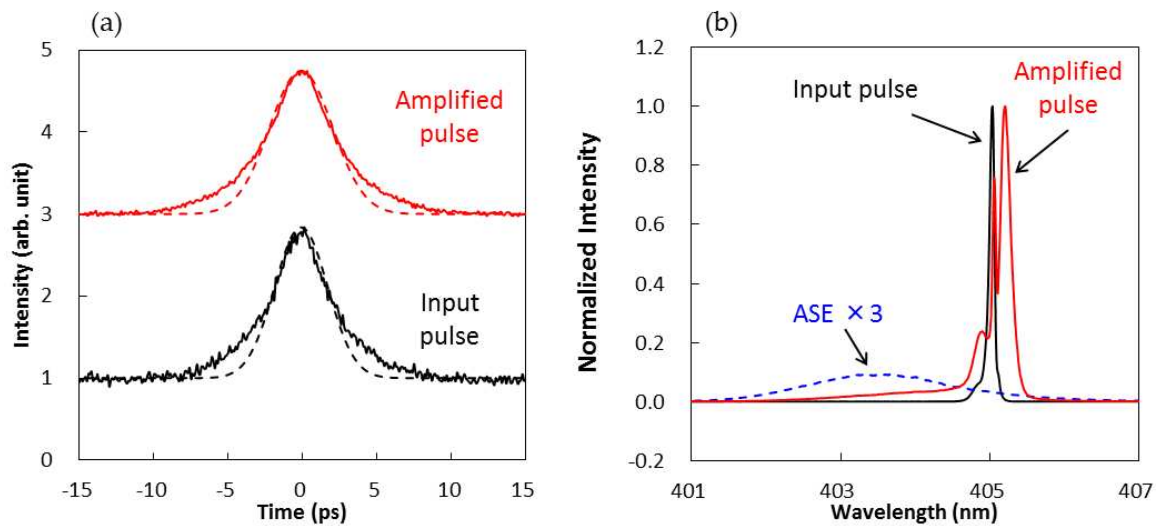 (a)
5
4
3
2
1
0
Intensity (arb. unit)
Amplified
pulse
Input
pulse
-15
-10
-5
0
5
10
15
Time (ps)
(b)
1.2
1.0
0.8
0.6
0.4
0.2
0.0
-0.2
Normalized Intensity
Input pulse
Amplified
pulse
ASE ×3
401
403
405
407
Wavelength (nm)